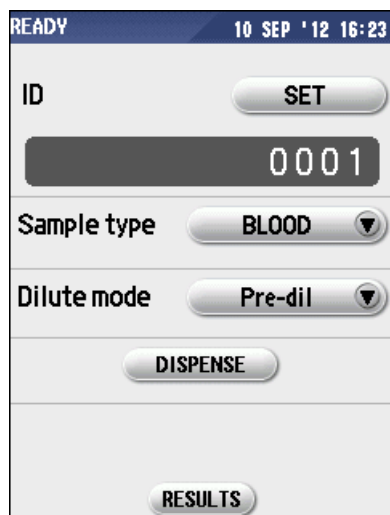 READY 10 SEP '12 16:23
ID SET
0001
Sample type BLOOD
Dilute mode Pre-dil
DISPENSE
RESULTS